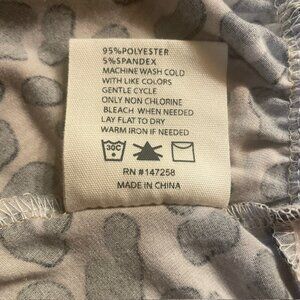 95%POLYESTER
5%SPANDEX
MACHINE WASH COLD
WITH LIKE COLORS
GENTLE CYCLE
ONLY NON CHLORINE
BLEACH WHEN NEEDED
LAY FLAT TO DRY
WARM IRON IF NEEDED
30C
RN #147258
MADE IN CHINA